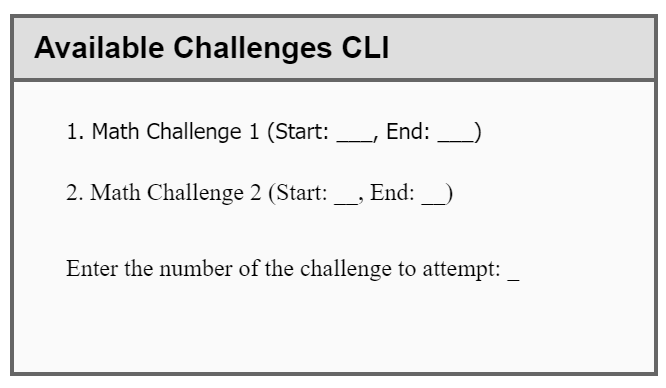 Available Challenges CLI
1. Math Challenge 1 (Start: ___, End: ___)
2. Math Challenge 2 (Start: __, End: __)
Enter the number of the challenge to attempt: _